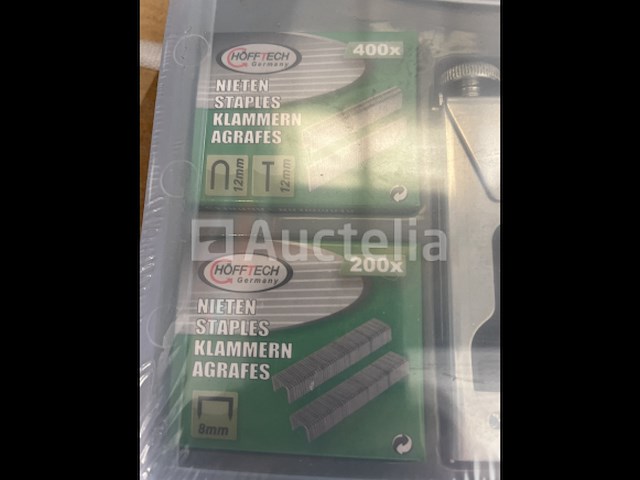 HÖFFTECH
Germany
400x
NIETEN
STAPLES
KLAMMERN
AGRAFES
12mm
12mm
Auctelia
HÖFFTECH
Germany
200x
NIETEN
STAPLES
KLAMMERN
AGRAFES
8mm